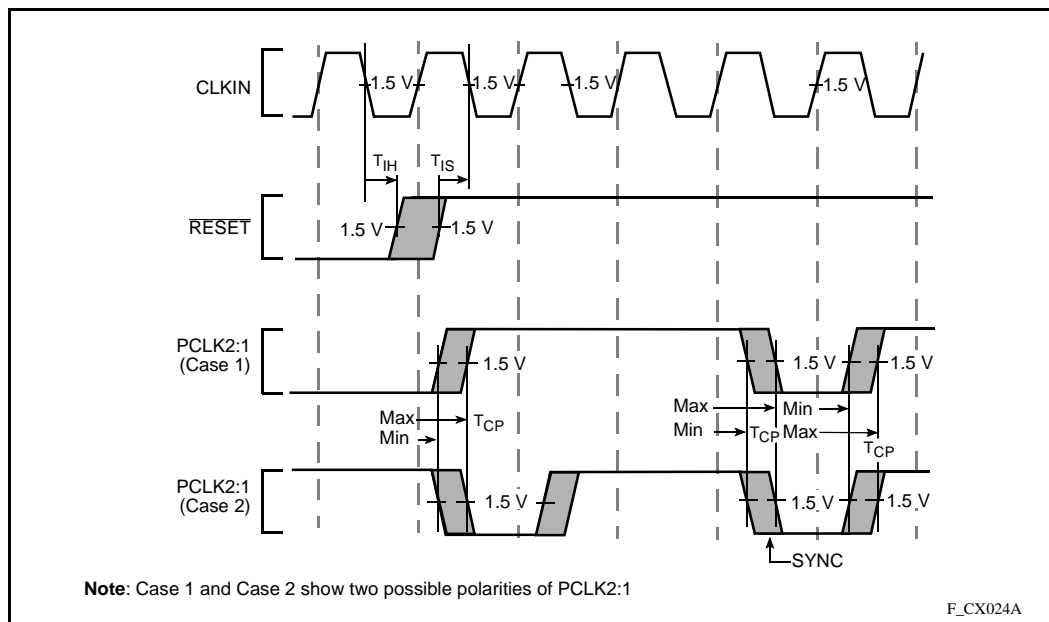 CLKIN
1.5 V
1.5 V
1.5 V
1.5 V
T_IH
T_IS
RESET
1.5 V
1.5 V
PCLK2:1
(Case 1)
1.5 V
1.5 V
1.5 V
Max
Min
T_CP
Max
Min
Min
T_CP
Max
T_CP
PCLK2:1
(Case 2)
1.5 V
1.5 V
1.5 V
SYNC
Note: Case 1 and Case 2 show two possible polarities of PCLK2:1
F_CX024A